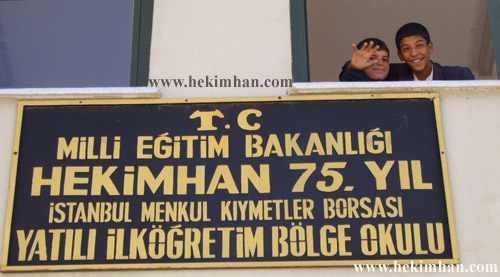 www.hekimhan.com
T.C
MİLLİ EĞİTİM BAKANLIĞI
HEKİMHAN 75. YIL
İSTANBUL MENKUL KIYMETLER BORSASI
YATILI İLKÖĞRETİM BÖLGE OKULU
www.hekimhan.com